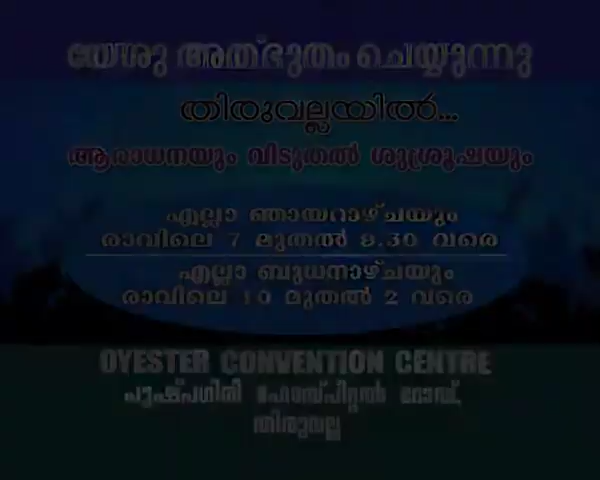 യേശു അത്ഭുതം ചെയ്യുന്നു
തിരുവല്ലയിൽ...
ആരാധനയും വിടുതൽ ശുശ്രൂഷയും
എല്ലാ ഞായറാഴ്ചയും
രാവിലെ 7 മുതൽ 8.30 വരെ
എല്ലാ ബുധനാഴ്ചയും
രാവിലെ 10 മുതൽ 2 വരെ
OYESTER CONVENTION CENTRE
പുഷ്പഗിരി ഹോസ്പിറ്റൽ റോഡ്,
തിരുവല്ല